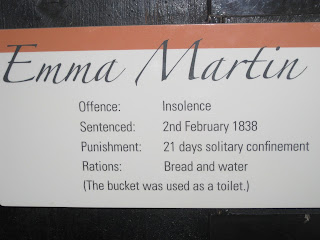 Emma Martin
Offence: Insolence
Sentenced: 2nd February 1838
Punishment: 21 days solitary confinement
Rations: Bread and water
(The bucket was used as a toilet.)